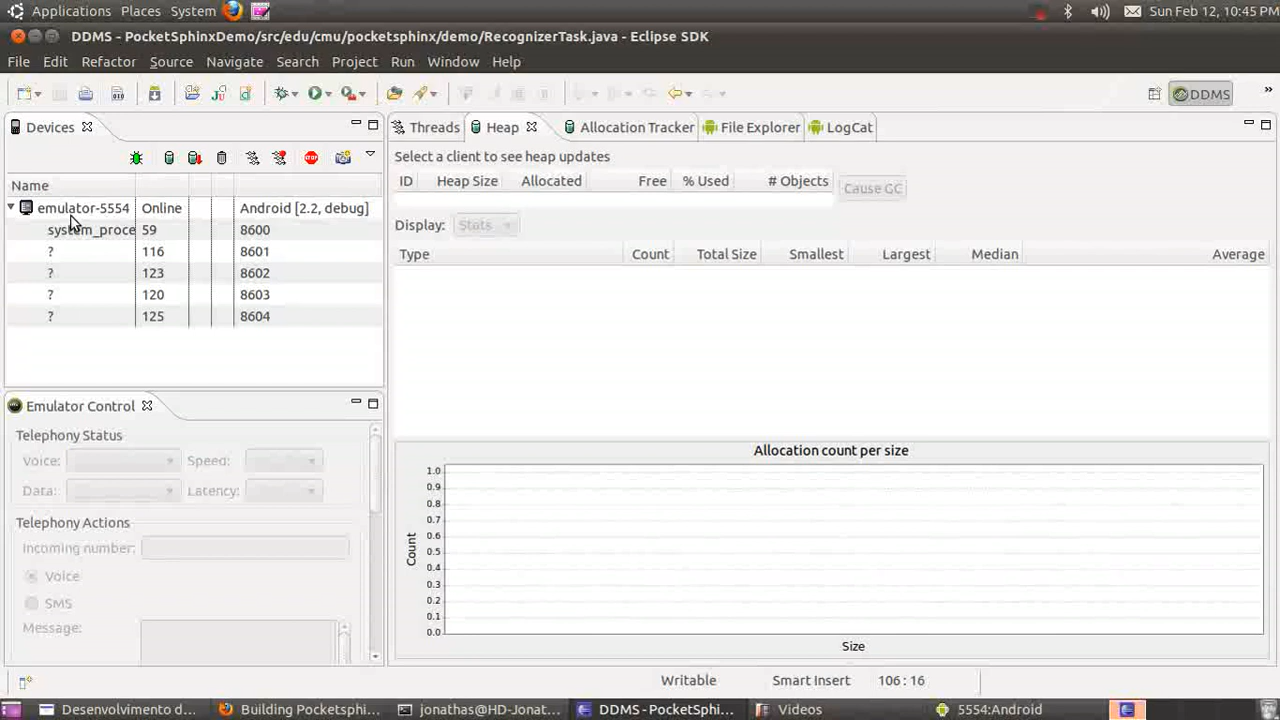 Applications Places System Sun Feb 12, 10:45 PM
DDMS - PocketSphinxDemo/src/edu/cmu/pocketsphinx/demo/RecognizerTask.java - Eclipse SDK
File Edit Refactor Source Navigate Search Project Run Window Help
DDMS
Devices
Name
emulator-5554 Online Android [2.2, debug]
system_proce 59 8600
? 116 8601
? 123 8602
? 120 8603
? 125 8604
Threads Heap Allocation Tracker File Explorer LogCat
Select a client to see heap updates
ID Heap Size Allocated Free % Used # Objects Cause GC
Display: Stats
Type Count Total Size Smallest Largest Median Average
Allocation count per size
1.0
0.9
0.8
0.7
0.6
0.5
0.4
0.3
0.2
0.1
0.0
Count
Size
Emulator Control
Telephony Status
Voice: Speed:
Data: Latency:
Telephony Actions
Incoming number:
Voice
SMS
Message:
Writable Smart Insert 106 : 16
Desenvolvimento d... Building Pocketsphi... jonathas@HD-Jonat... DDMS - PocketSphi... Videos 5554:Android